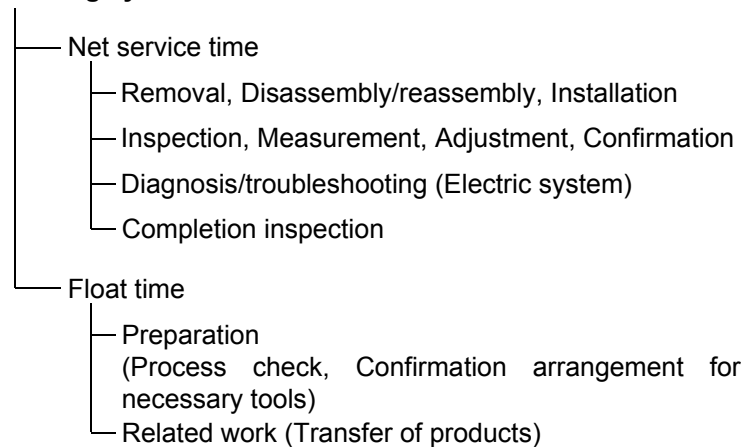 Net service time
Removal, Disassembly/reassembly, Installation
Inspection, Measurement, Adjustment, Confirmation
Diagnosis/troubleshooting (Electric system)
Completion inspection
Float time
Preparation
(Process check, Confirmation arrangement for
necessary tools)
Related work (Transfer of products)